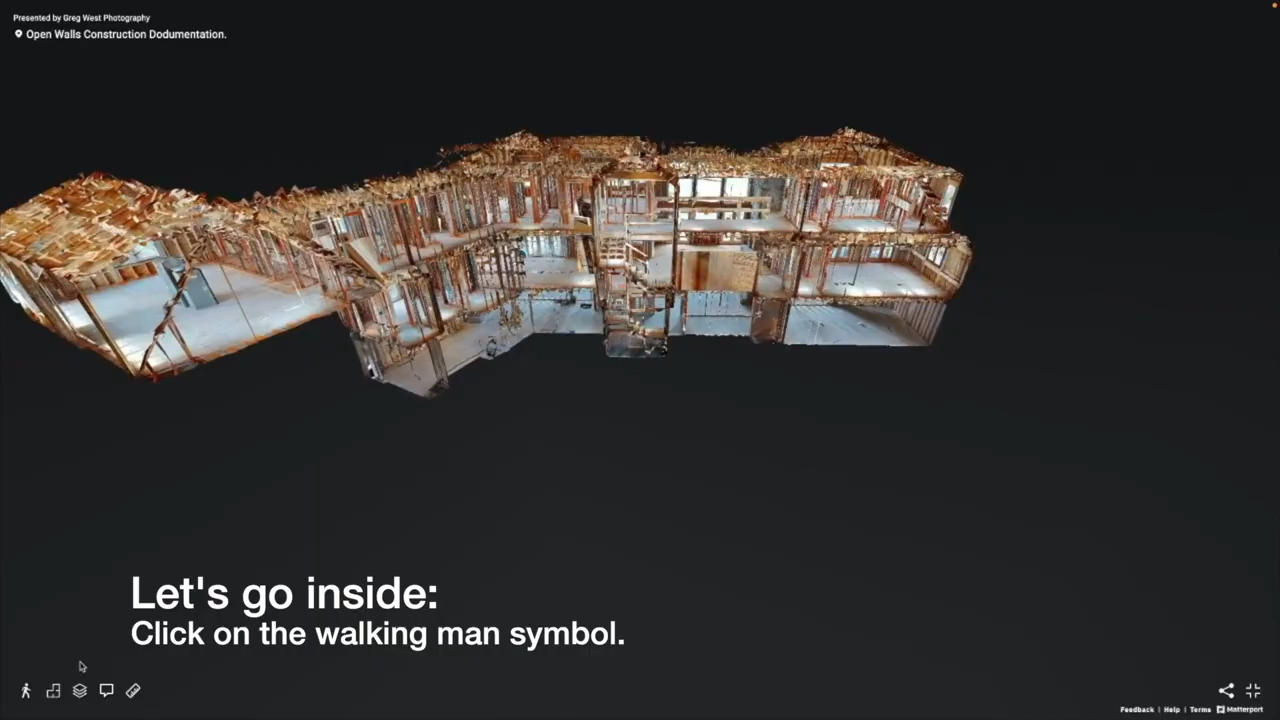 Presented by Greg West Photography
Open Walls Construction Dodumentation.
Let's go inside:
Click on the walking man symbol.
Feedback | Help | Terms Matterport